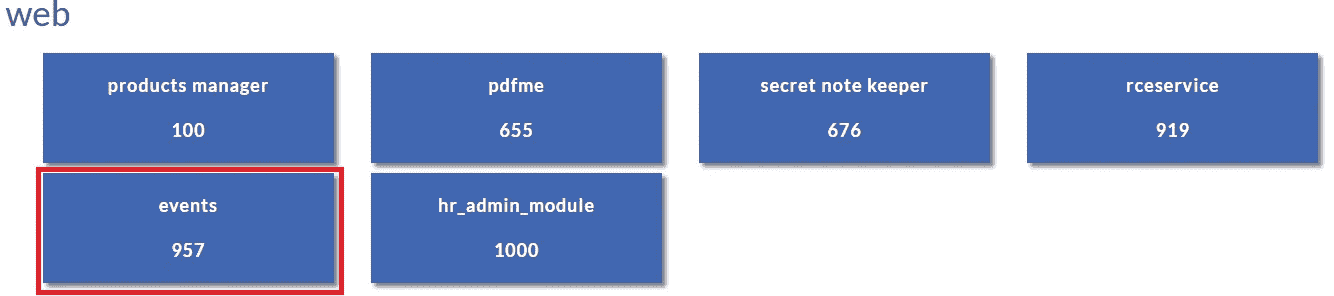 web
products manager
100
pdfme
655
secret note keeper
676
rceservice
919
events
957
hr_admin_module
1000